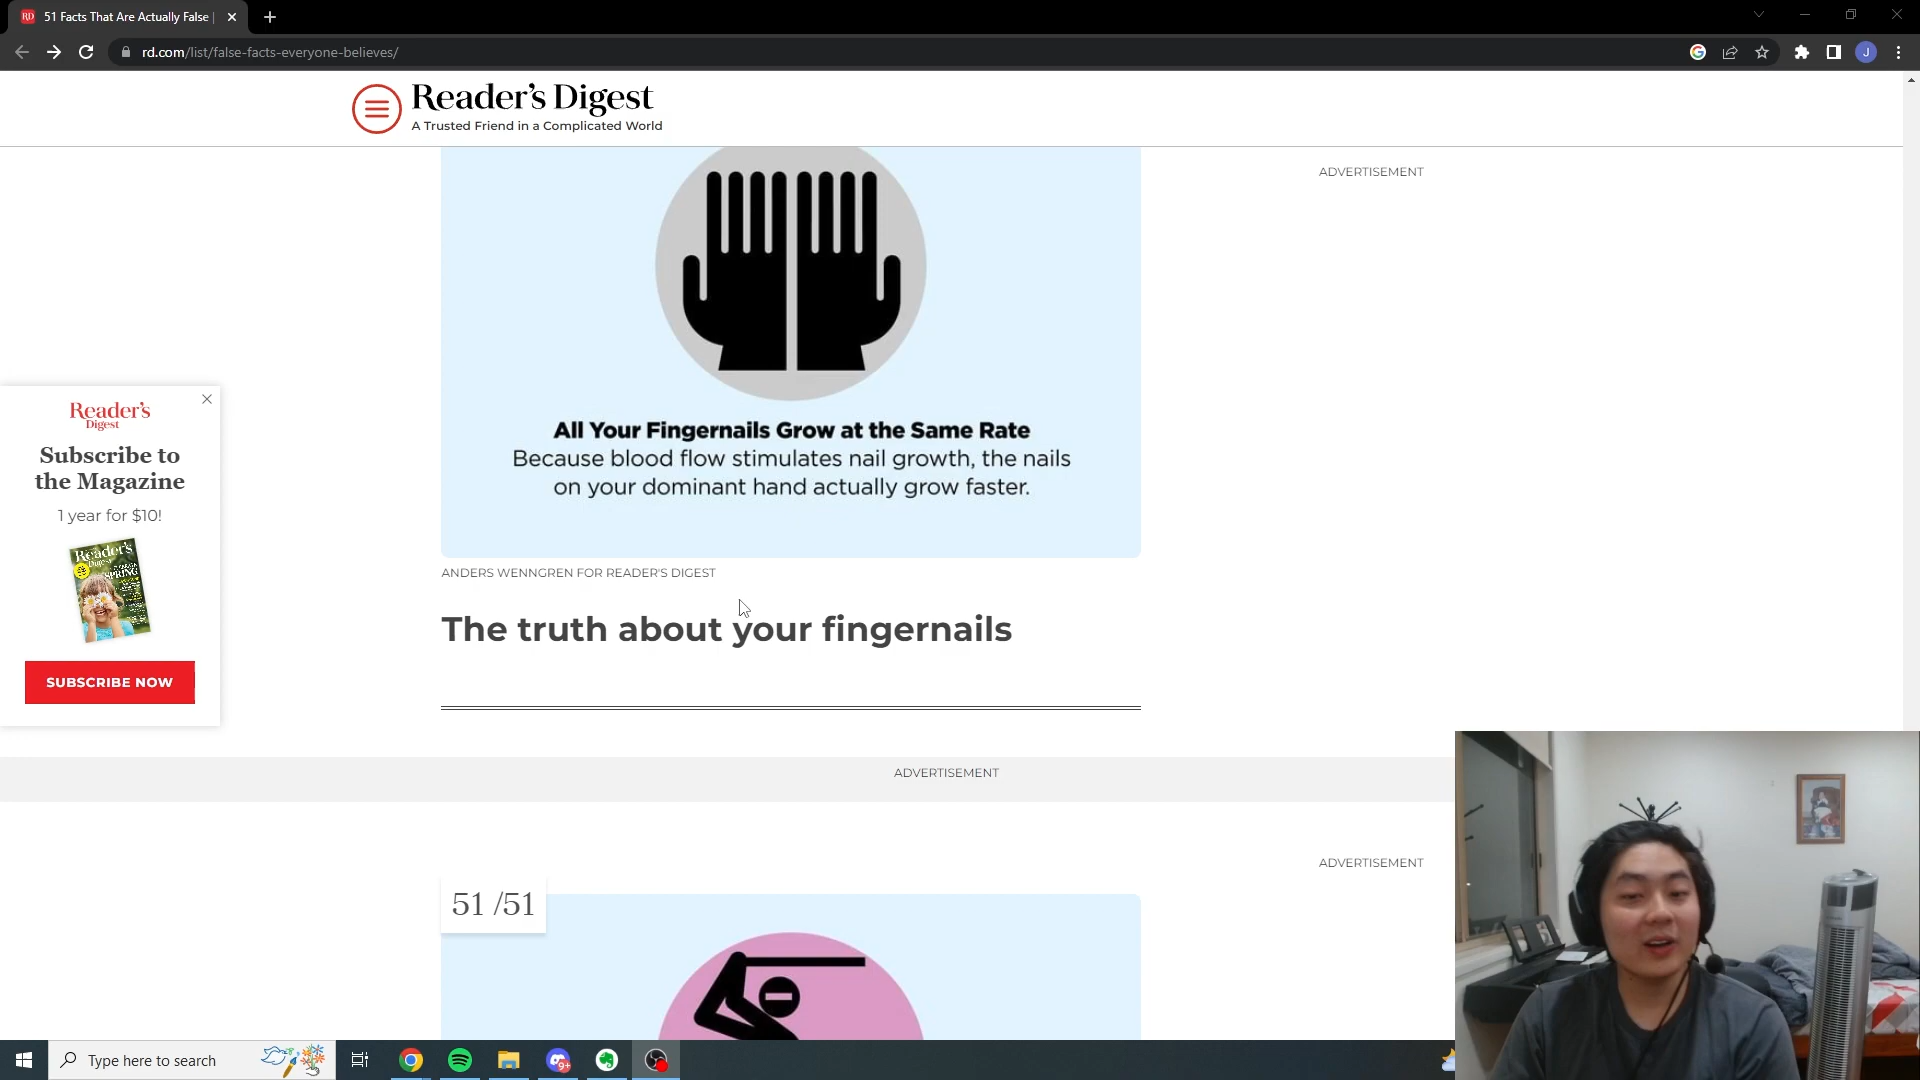 51 Facts That Are Actually False |
rd.com/list/false-facts-everyone-believes/
J
Reader's Digest
A Trusted Friend in a Complicated World
ADVERTISEMENT
All Your Fingernails Grow at the Same Rate
Because blood flow stimulates nail growth, the nails
on your dominant hand actually grow faster.
ANDERS WENNGREN FOR READER'S DIGEST
The truth about your fingernails
Reader's
Digest
Subscribe to
the Magazine
1 year for $10!
Reader's
SPRING
SUBSCRIBE NOW
ADVERTISEMENT
ADVERTISEMENT
51 /51
Type here to search
9+